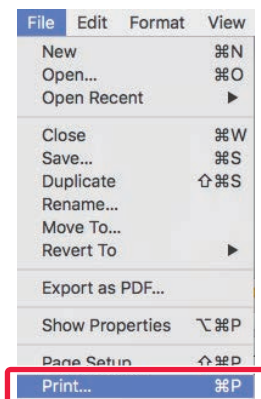 File Edit Format View
New ⌘N
Open... ⌘O
Open Recent ▶
Close ⌘W
Save... ⌘S
Duplicate ⇧⌘S
Rename...
Move To...
Revert To ▶
Export as PDF...
Show Properties ⌥⌘P
Page Setup ⇧⌘P
Print... ⌘P